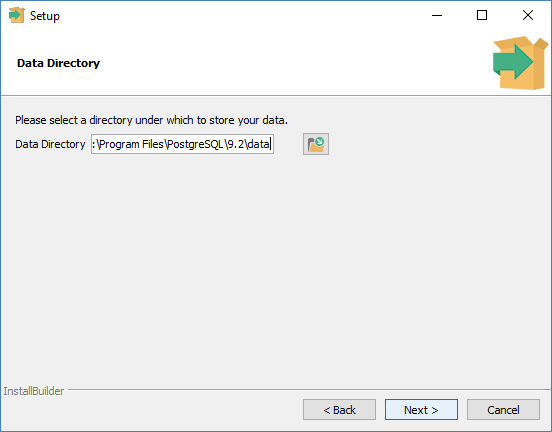 Setup
Data Directory
Please select a directory under which to store your data.
Data Directory :\Program Files\PostgreSQL\9.2\data
InstallBuilder
< Back Next > Cancel